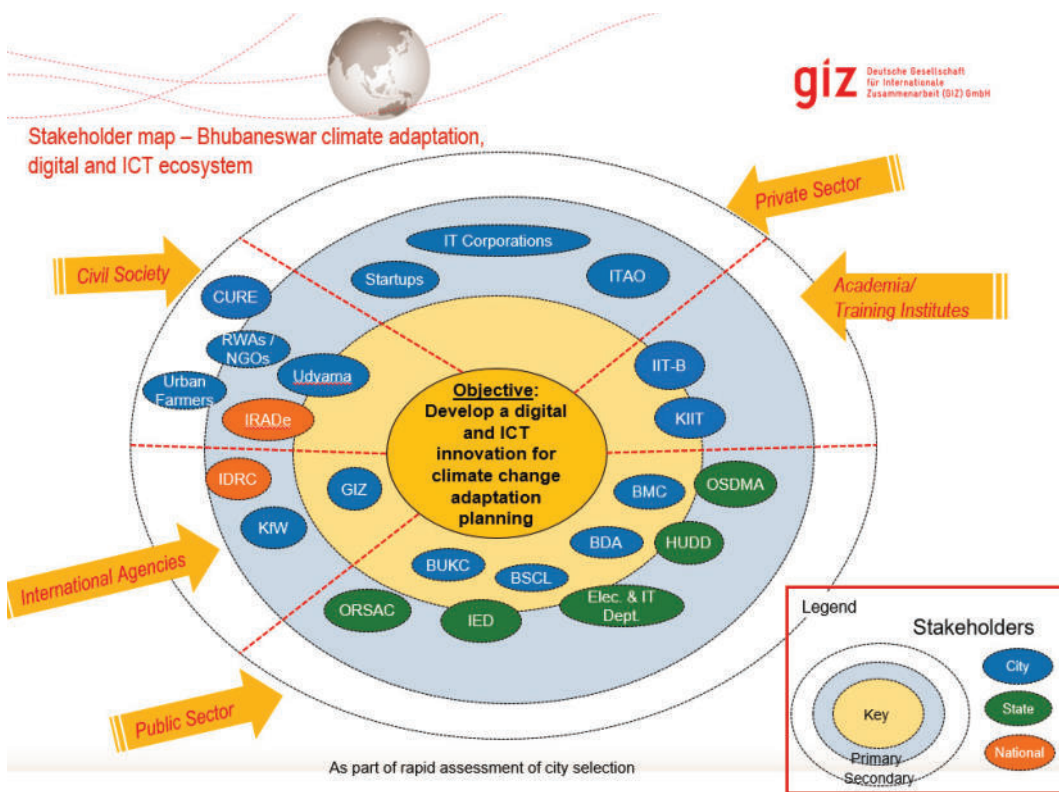 giz
Deutsche Gesellschaft
für Internationale
Zusammenarbeit (GIZ) GmbH
Stakeholder map – Bhubaneswar climate adaptation,
digital and ICT ecosystem
Private Sector
IT Corporations
Civil Society
Startups
ITAO
Academia/
Training Institutes
CURE
RWAs /
NGOs
Udyama
IIT-B
Urban
Farmers
IRADe
KIIT
Objective:
Develop a digital
and ICT
innovation for
climate change
adaptation
planning
IDRC
GIZ
BMC
OSDMA
KfW
BDA
HUDD
BUKC
BSCL
International Agencies
ORSAC
IED
Elec. & IT
Dept.
Public Sector
Legend
Stakeholders
City
Key
State
Primary
Secondary
National
As part of rapid assessment of city selection